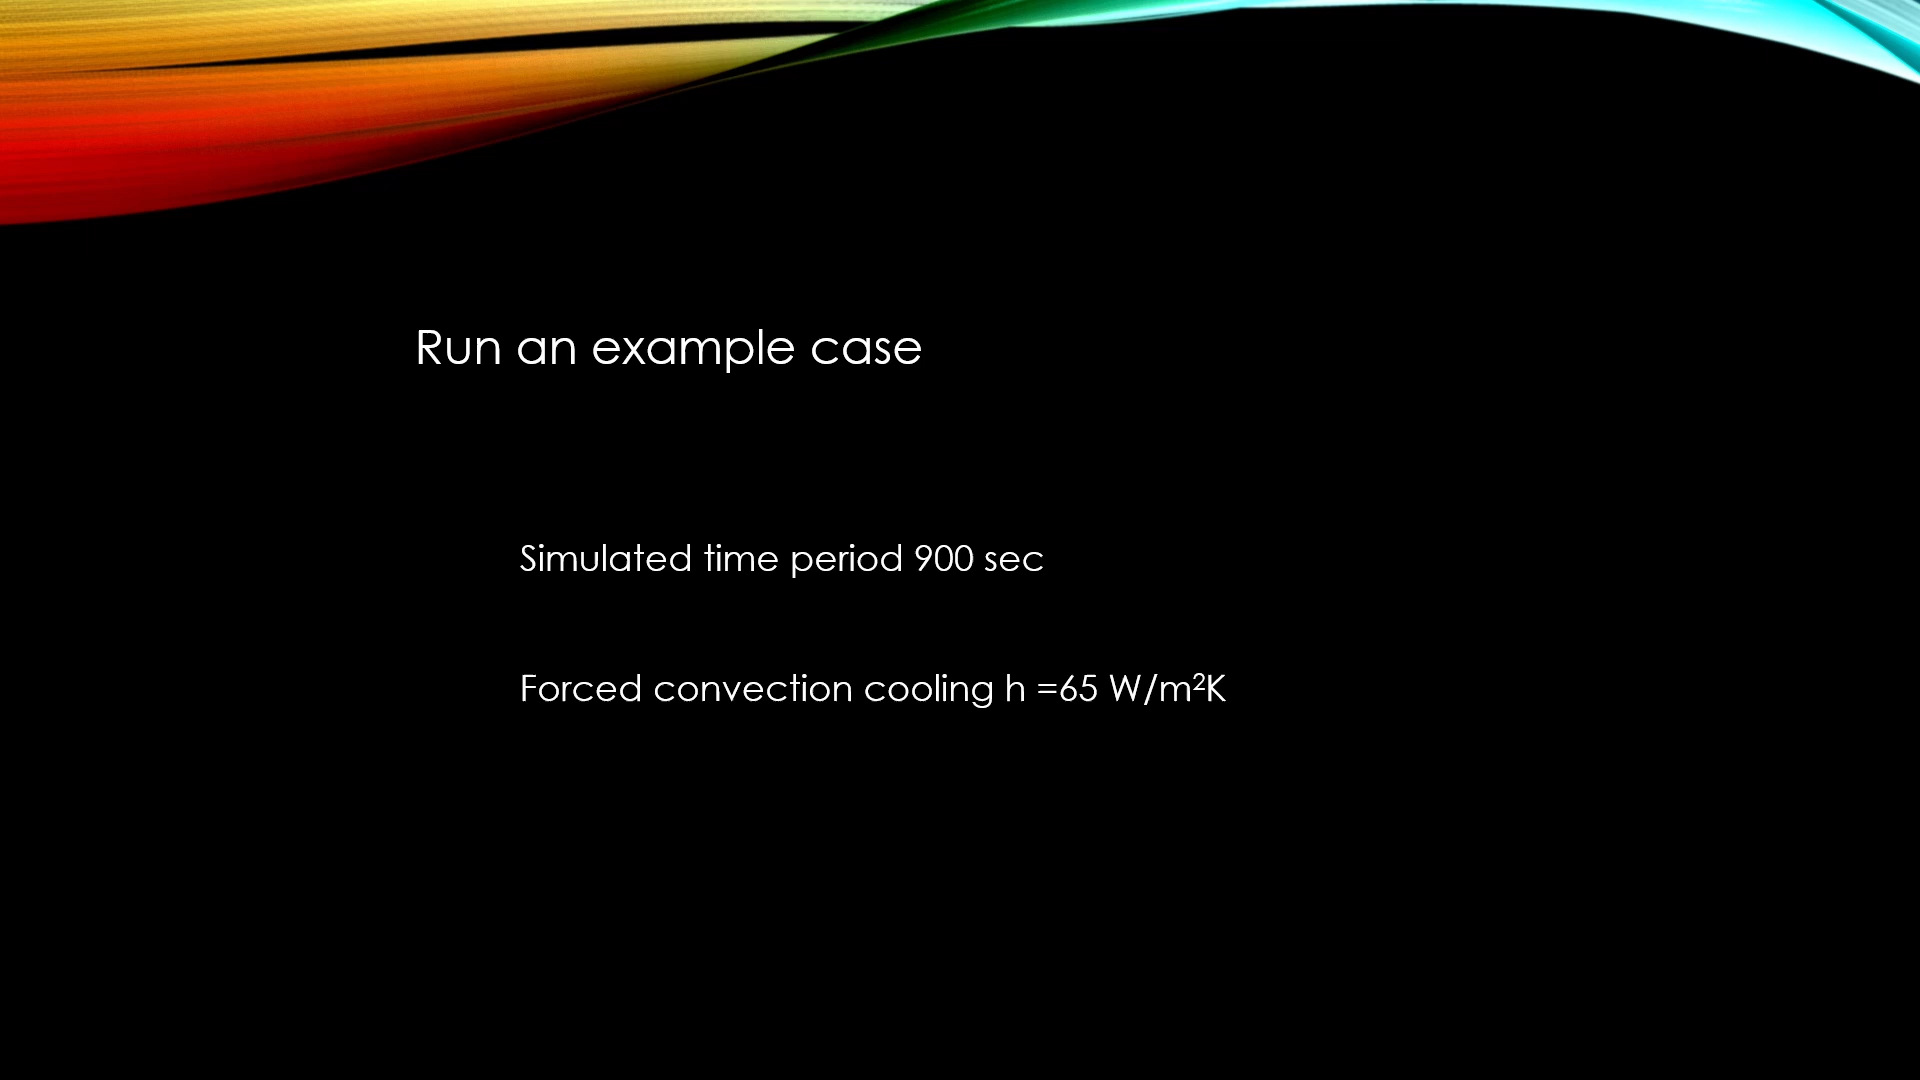 Run an example case
Simulated time period 900 sec
Forced convection cooling h =65 W/m²K